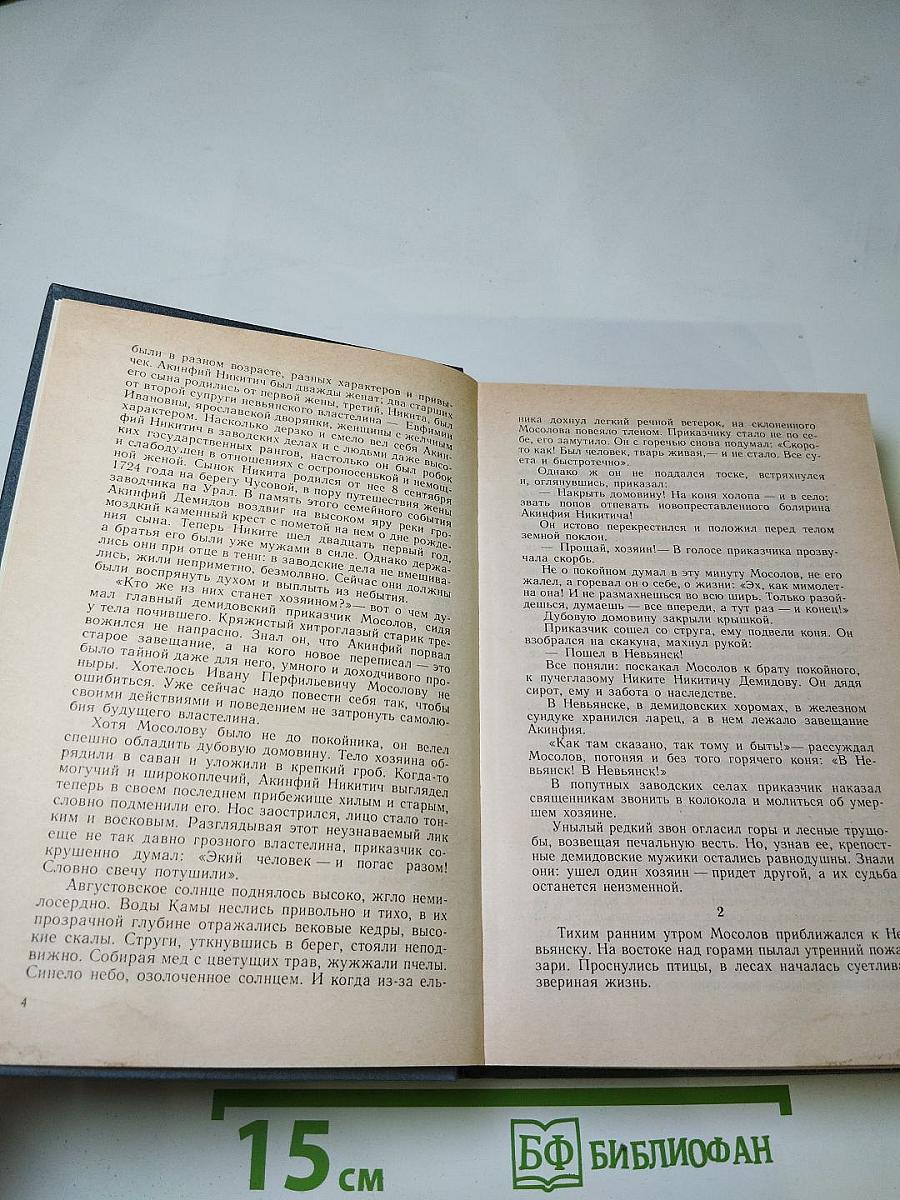 были в разном возрасте, разных характеров и привы-
чек. Акинфий Никитич был дважды женат; два старших
его сына родились от первой жены, третий, Никита, был
от второй супруги невьянского властелина — Евфимии
Ивановны, ярославской дворянки, женщины с желчным
характером. Насколько дерзко и смело вел себя Акин-
фий Никитич в заводских делах и с людьми даже высо-
ких государственных рангов, настолько он был робок
и слабодушен в отношениях с остроносенькой и немощ-
ной женой. Сынок Никита родился от нее 8 сентября
1724 года на берегу Чусовой, в пору путешествия жены
заводчика на Урал. В память этого семейного события
Акинфий Демидов воздвиг на высоком яру реки гро-
моздкий каменный крест с пометой на нем о дне рожде-
ния сына. Теперь Никите шел двадцать первый год,
а братья его были уже мужами в силе. Однако держа-
лись они при отце в тени: в заводские дела не вмешива-
лись, жили неприметно, безмолвно. Сейчас они должны
были воспрянуть духом и выплыть из небытия.
«Кто же из них станет хозяином?»— вот о чем ду-
мал главный демидовский приказчик Мосолов, сидя
у тела почившего. Кряжистый хитроглазый старик тре-
вожился не напрасно. Знал он, что Акинфий порвал
старое завещание, а на кого новое переписал — это
было тайной даже для него, умного и доходчивого про-
ныры. Хотелось Ивану Перфильевичу Мосолову не
ошибиться. Уже сейчас надо повести себя так, чтобы
своими действиями и поведением не затронуть самолю-
бия будущего властелина.
Хотя Мосолову было не до покойника, он велел
спешно обладить дубовую домовину. Тело хозяина об-
рядили в саван и уложили в крепкий гроб. Когда-то
могучий и широкоплечий, Акинфий Никитич выглядел
теперь в своем последнем прибежище хилым и старым,
словно подменили его. Нос заострился, лицо стало тон-
ким и восковым. Разглядывая этот неузнаваемый лик
еще не так давно грозного властелина, приказчик со-
крушенно думал: «Экий человек — и погас разом!
Словно свечу потушили».
Августовское солнце поднялось высоко, жгло неми-
лосердно. Воды Камы неслись привольно и тихо, в их
прозрачной глубине отражались вековые кедры, высо-
кие скалы. Струги, уткнувшись в берег, стояли непод-
вижно. Собирая мед с цветущих трав, жужжали пчелы.
Синело небо, озолоченное солнцем. И когда из-за ель-
4
ника дохнул легкий речной ветерок, на склоненного
Мосолова повеяло тленом. Приказчику стало не по се-
бе, его замутило. Он с горечью снова подумал: «Скоро-
то как! Был человек, тварь живая,— и не стало. Все су-
ета и быстротечно».
Однако ж он не поддался тоске, встряхнулся
и, оглянувшись, приказал:
— Накрыть домовину! На коня холопа — и в село:
звать попов отпевать новопреставленного болярина
Акинфия Никитича!
Он истово перекрестился и положил перед телом
земной поклон.
— Прощай, хозяин!— В голосе приказчика прозву-
чала скорбь.
Не о покойном думал в эту минуту Мосолов, не его
жалел, а горевал он о себе, о жизни: «Эх, как мимолет-
на она! И не размахнешься во всю ширь. Только разой-
дешься, думаешь — все впереди, а тут раз — и конец!»
Дубовую домовину закрыли крышкой.
Приказчик сошел со струга, ему подвели коня. Он
взобрался на скакуна, махнул рукой:
— Пошел в Невьянск!
Все поняли: поскакал Мосолов к брату покойного,
к пучеглазому Никите Никитичу Демидову. Он дядя
сирот, ему и забота о наследстве.
В Невьянске, в демидовских хоромах, в железном
сундуке хранился ларец, а в нем лежало завещание
Акинфия.
«Как там сказано, так тому и быть!»— рассуждал
Мосолов, погоняя и без того горячего коня: «В Не-
вьянск! В Невьянск!»
В попутных заводских селах приказчик наказал
священникам звонить в колокола и молиться об умер-
шем хозяине.
Унылый редкий звон огласил горы и лесные трущо-
бы, возвещая печальную весть. Но, узнав ее, крепост-
ные демидовские мужики остались равнодушны. Знали
они: ушел один хозяин — придет другой, а их судьба
останется неизменной.
2
Тихим ранним утром Мосолов приближался к Не
вьянску. На востоке над горами пылал утренний пожа
зари. Проснулись птицы, в лесах началась суетлива
звериная жизнь.
15 см
БФ БИБЛИОФАН